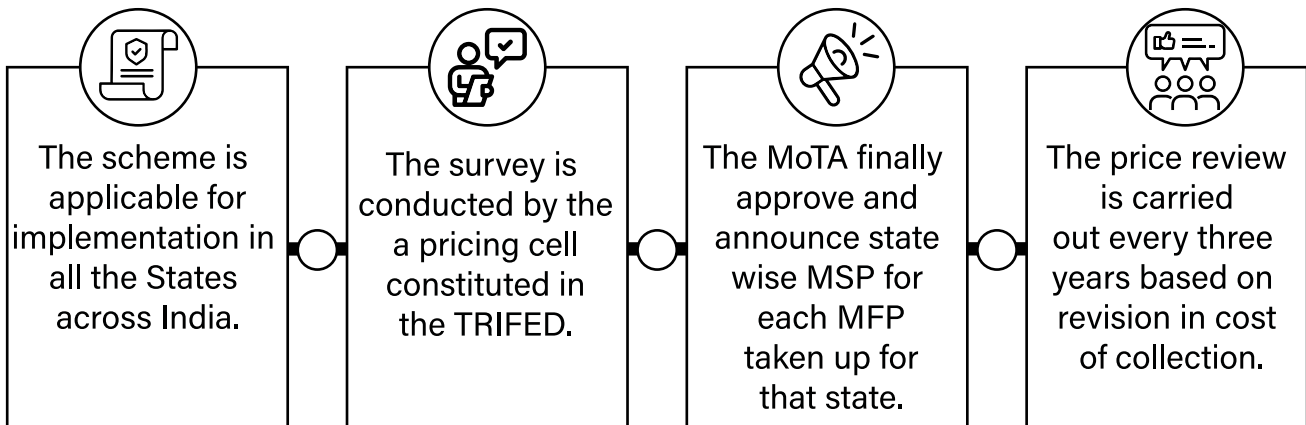 The scheme is
applicable for
implementation in
all the States
across India.
The survey is
conducted by the
a pricing cell
constituted in
the TRIFED.
The MoTA finally
approve and
announce state
wise MSP for
each MFP
taken up for
that state.
The price review
is carried
out every three
years based on
revision in cost
of collection.